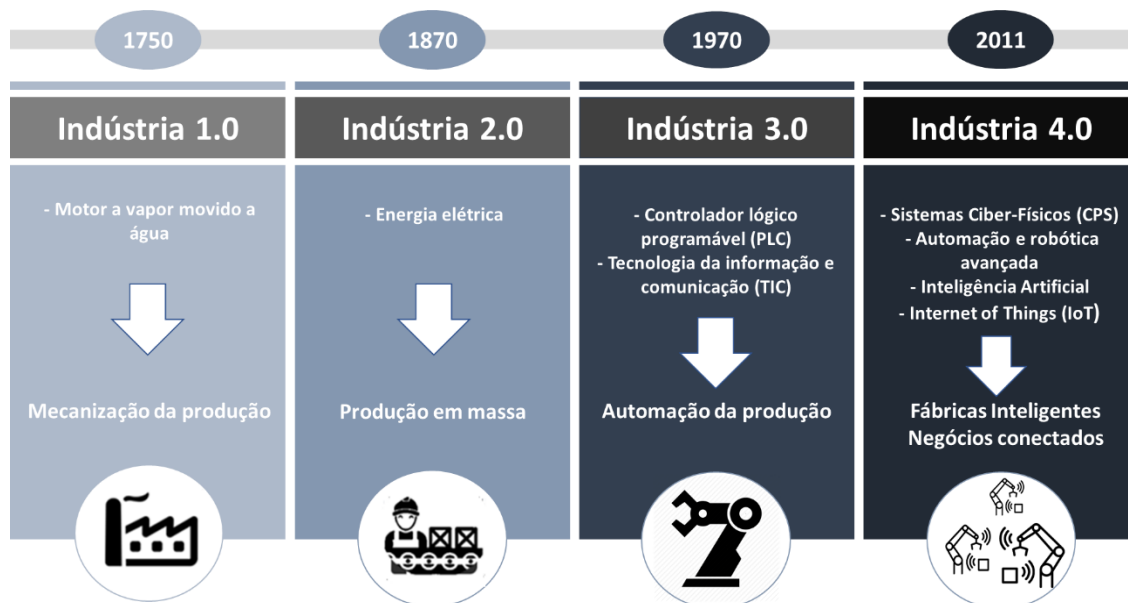 1750
1870
1970
2011
Indústria 1.0
Indústria 2.0
Indústria 3.0
Indústria 4.0
- Motor a vapor movido a
água
Mecanização da produção
- Energia elétrica
Produção em massa
- Controlador lógico
programável (PLC)
- Tecnologia da informação e
comunicação (TIC)
Automação da produção
- Sistemas Ciber-Físicos (CPS)
- Automação e robótica
avançada
- Inteligência Artificial
- Internet of Things (IoT)
Fábricas Inteligentes
Negócios conectados